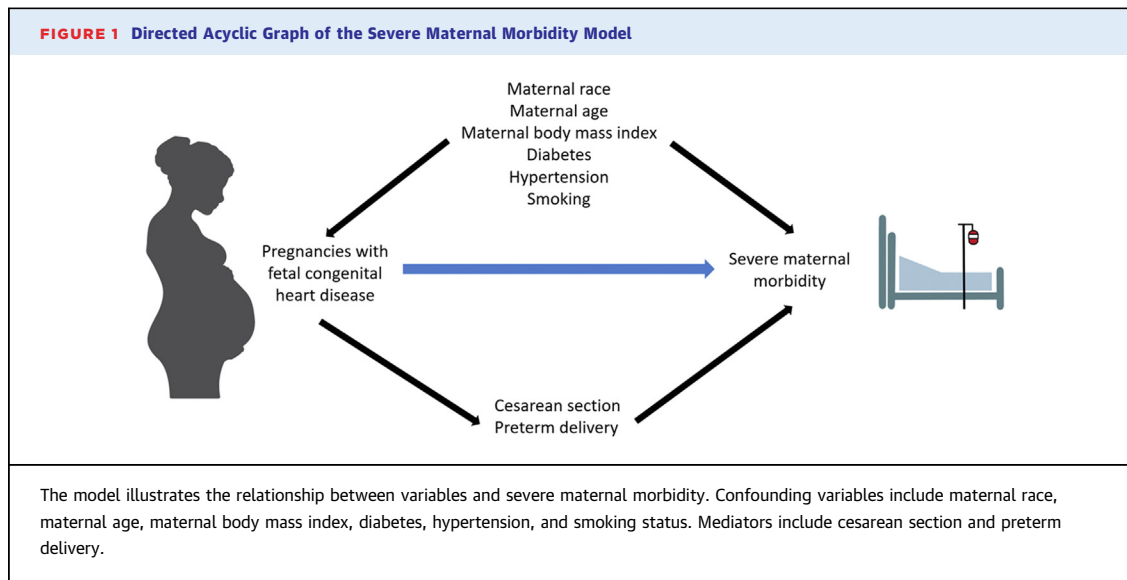 FIGURE 1 Directed Acyclic Graph of the Severe Maternal Morbidity Model
Maternal race
Maternal age
Maternal body mass index
Diabetes
Hypertension
Smoking
Pregnancies with
fetal congenital
heart disease
Severe maternal
morbidity
Cesarean section
Preterm delivery
The model illustrates the relationship between variables and severe maternal morbidity. Confounding variables include maternal race,
maternal age, maternal body mass index, diabetes, hypertension, and smoking status. Mediators include cesarean section and preterm
delivery.